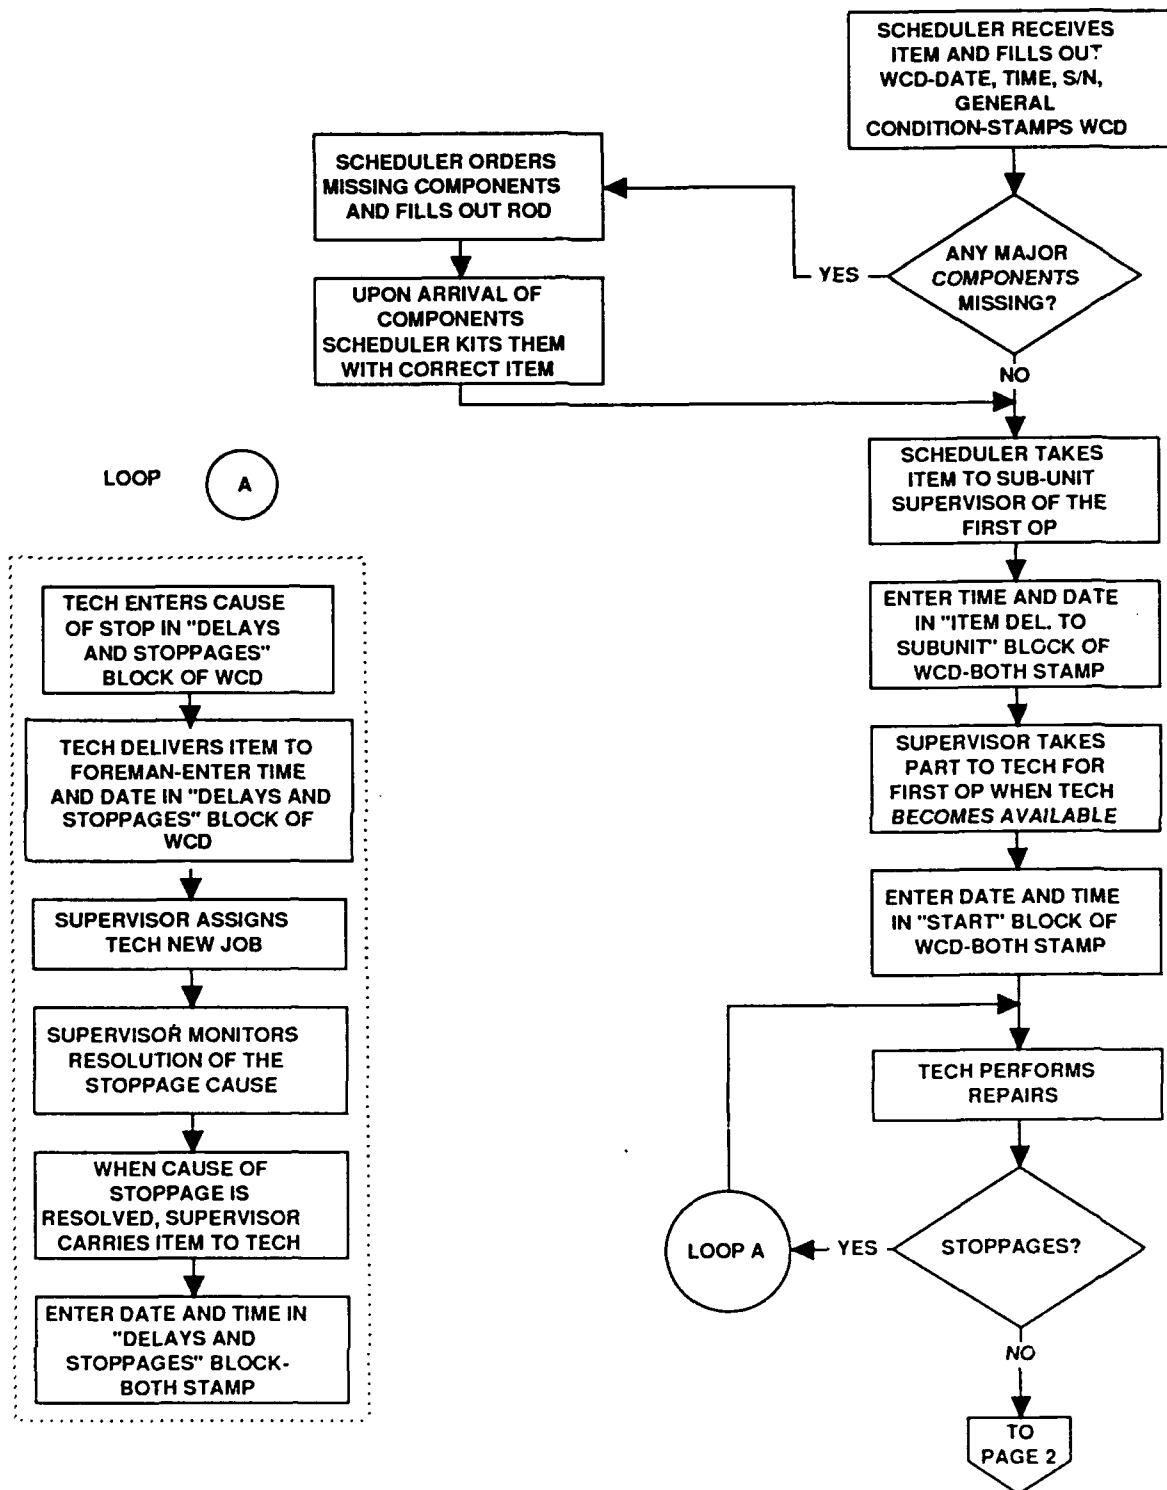 SCHEDULER RECEIVES
ITEM AND FILLS OUT
WCD-DATE, TIME, S/N,
GENERAL
CONDITION-STAMPS WCD
ANY MAJOR
COMPONENTS
MISSING?
YES
NO
SCHEDULER ORDERS
MISSING COMPONENTS
AND FILLS OUT ROD
UPON ARRIVAL OF
COMPONENTS
SCHEDULER KITS THEM
WITH CORRECT ITEM
SCHEDULER TAKES
ITEM TO SUB-UNIT
SUPERVISOR OF THE
FIRST OP
ENTER TIME AND DATE
IN "ITEM DEL. TO
SUBUNIT" BLOCK OF
WCD-BOTH STAMP
SUPERVISOR TAKES
PART TO TECH FOR
FIRST OP WHEN TECH
BECOMES AVAILABLE
ENTER DATE AND TIME
IN "START" BLOCK OF
WCD-BOTH STAMP
TECH PERFORMS
REPAIRS
STOPPAGES?
YES
LOOP A
NO
TO
PAGE 2
LOOP
A
TECH ENTERS CAUSE
OF STOP IN "DELAYS
AND STOPPAGES"
BLOCK OF WCD
TECH DELIVERS ITEM TO
FOREMAN-ENTER TIME
AND DATE IN "DELAYS AND
STOPPAGES" BLOCK OF
WCD
SUPERVISOR ASSIGNS
TECH NEW JOB
SUPERVISOR MONITORS
RESOLUTION OF THE
STOPPAGE CAUSE
WHEN CAUSE OF
STOPPAGE IS
RESOLVED, SUPERVISOR
CARRIES ITEM TO TECH
ENTER DATE AND TIME IN
"DELAYS AND
STOPPAGES" BLOCK-
BOTH STAMP